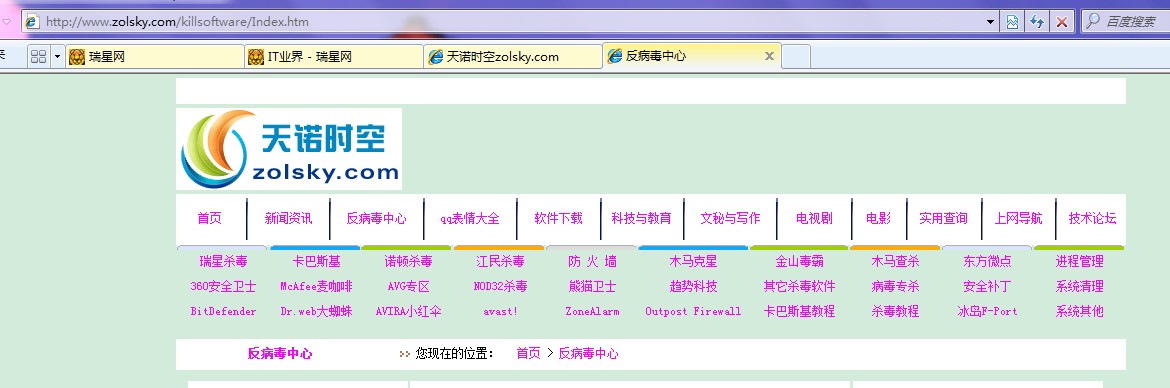 http://www.zolsky.com/killsoftware/Index.htm 百度搜索
瑞星网 IT业界 - 瑞星网 天诺时空zolsky.com 反病毒中心
天诺时空
zolsky.com
首页 新闻资讯 反病毒中心 qq表情大全 软件下载 科技与教育 文秘与写作 电视剧 电影 实用查询 上网导航 技术论坛
瑞星杀毒 卡巴斯基 诺顿杀毒 江民杀毒 防 火 墙 木马克星 金山毒霸 木马查杀 东方微点 进程管理
360安全卫士 McAfee麦咖啡 AVG专区 NOD32杀毒 熊猫卫士 趋势科技 其它杀毒软件 病毒专杀 安全补丁 系统清理
BitDefender Dr.web大蜘蛛 AVIRA小红伞 avast! ZoneAlarm Outpost Firewall 卡巴斯基教程 杀毒教程 冰岛F-Port 系统其他
反病毒中心 您现在的位置： 首页 > 反病毒中心